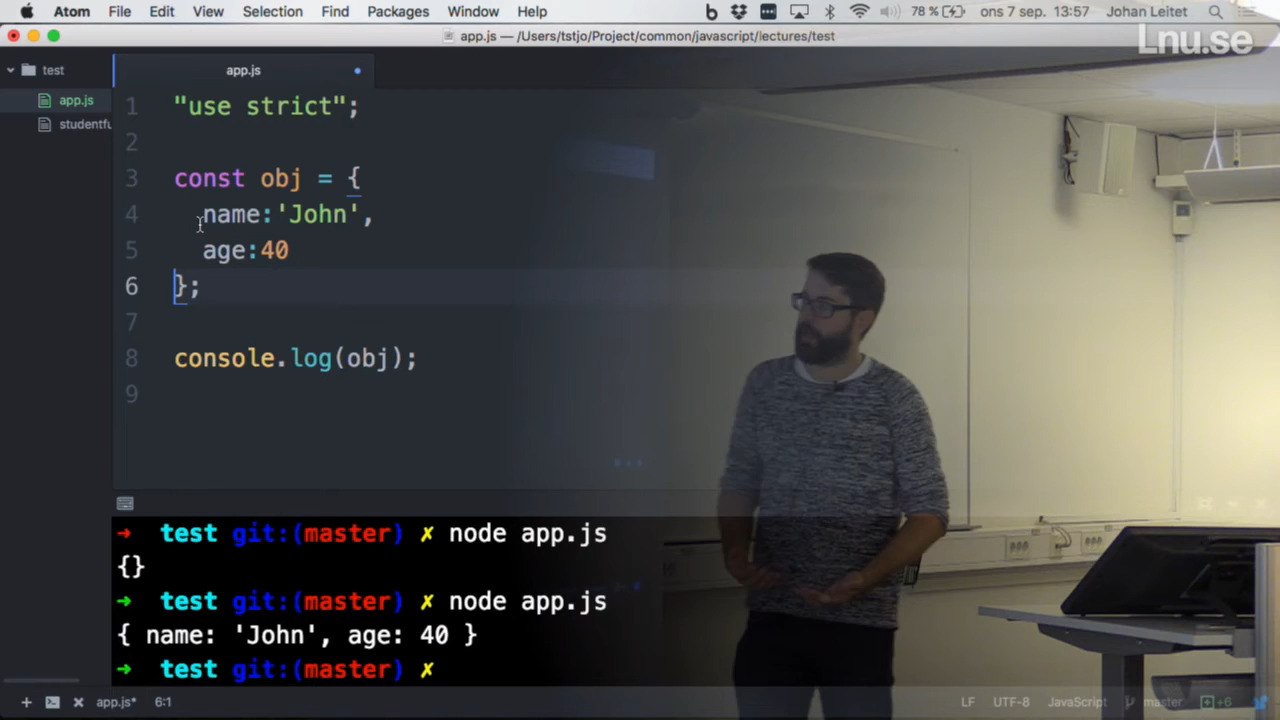 Atom File Edit View Selection Find Packages Window Help 78 % ons 7 sep. 13:57 Johan Leitet
app.js — /Users/tstjo/Project/common/javascript/lectures/test
Lnu.se
test
app.js
app.js
studentfu
1 "use strict";
2
3 const obj = {
4 name:'John',
5 age:40
6 };
7
8 console.log(obj);
9
➜ test git:(master) ✗ node app.js
{}
➜ test git:(master) ✗ node app.js
{ name: 'John', age: 40 }
➜ test git:(master) ✗
app.js* 6:1 LF UTF-8 JavaScript master +6